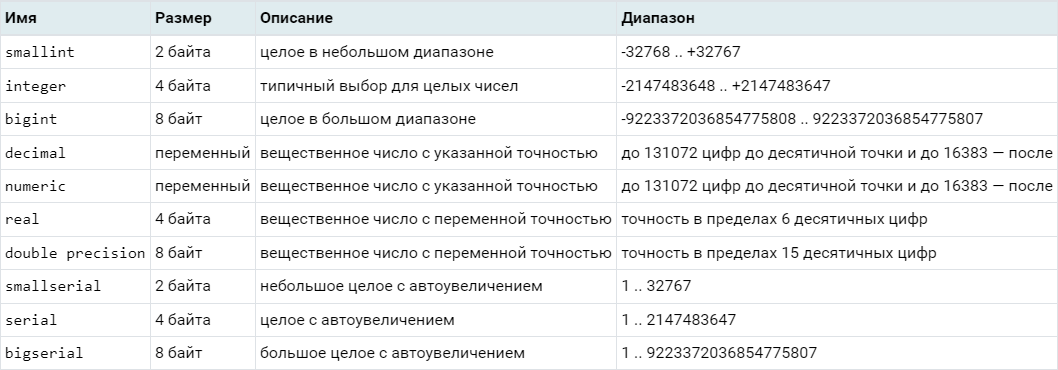 Имя Размер Описание Диапазон
smallint 2 байта целое в небольшом диапазоне -32768 .. +32767
integer 4 байта типичный выбор для целых чисел -2147483648 .. +2147483647
bigint 8 байт целое в большом диапазоне -9223372036854775808 .. 9223372036854775807
decimal переменный вещественное число с указанной точностью до 131072 цифр до десятичной точки и до 16383 — после
numeric переменный вещественное число с указанной точностью до 131072 цифр до десятичной точки и до 16383 — после
real 4 байта вещественное число с переменной точностью точность в пределах 6 десятичных цифр
double precision 8 байт вещественное число с переменной точностью точность в пределах 15 десятичных цифр
smallserial 2 байта небольшое целое с автоувеличением 1 .. 32767
serial 4 байта целое с автоувеличением 1 .. 2147483647
bigserial 8 байт большое целое с автоувеличением 1 .. 9223372036854775807